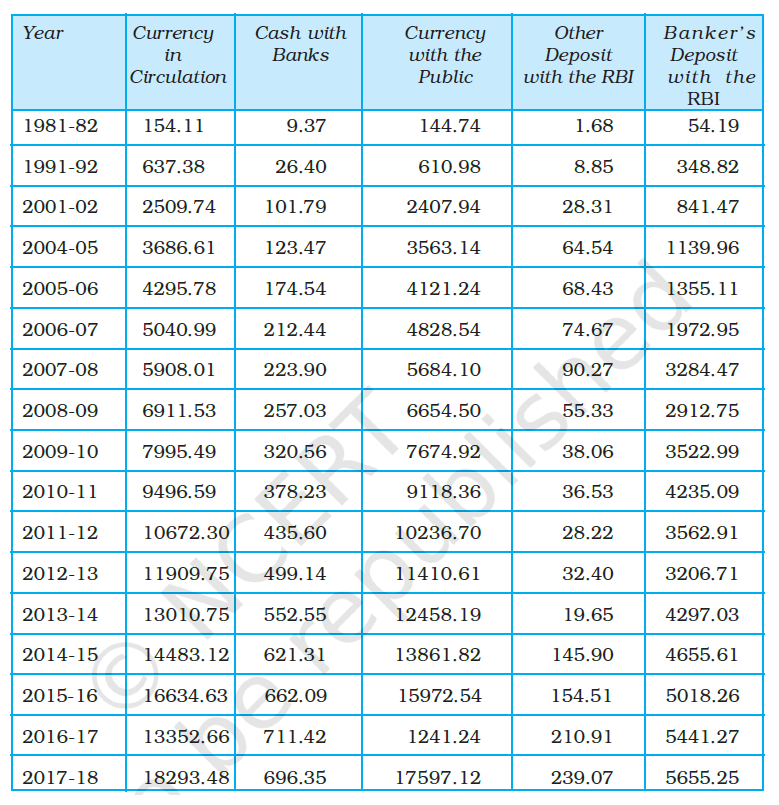 Year Currency in Circulation Cash with Banks Currency with the Public Other Deposit with the RBI Banker's Deposit with the RBI
1981-82 154.11 9.37 144.74 1.68 54.19
1991-92 637.38 26.40 610.98 8.85 348.82
2001-02 2509.74 101.79 2407.94 28.31 841.47
2004-05 3686.61 123.47 3563.14 64.54 1139.96
2005-06 4295.78 174.54 4121.24 68.43 1355.11
2006-07 5040.99 212.44 4828.54 74.67 1972.95
2007-08 5908.01 223.90 5684.10 90.27 3284.47
2008-09 6911.53 257.03 6654.50 55.33 2912.75
2009-10 7995.49 320.56 7674.92 38.06 3522.99
2010-11 9496.59 378.23 9118.36 36.53 4235.09
2011-12 10672.30 435.60 10236.70 28.22 3562.91
2012-13 11909.75 499.14 11410.61 32.40 3206.71
2013-14 13010.75 552.55 12458.19 19.65 4297.03
2014-15 14483.12 621.31 13861.82 145.90 4655.61
2015-16 16634.63 662.09 15972.54 154.51 5018.26
2016-17 13352.66 711.42 1241.24 210.91 5441.27
2017-18 18293.48 696.35 17597.12 239.07 5655.25
© NCERT
be republished